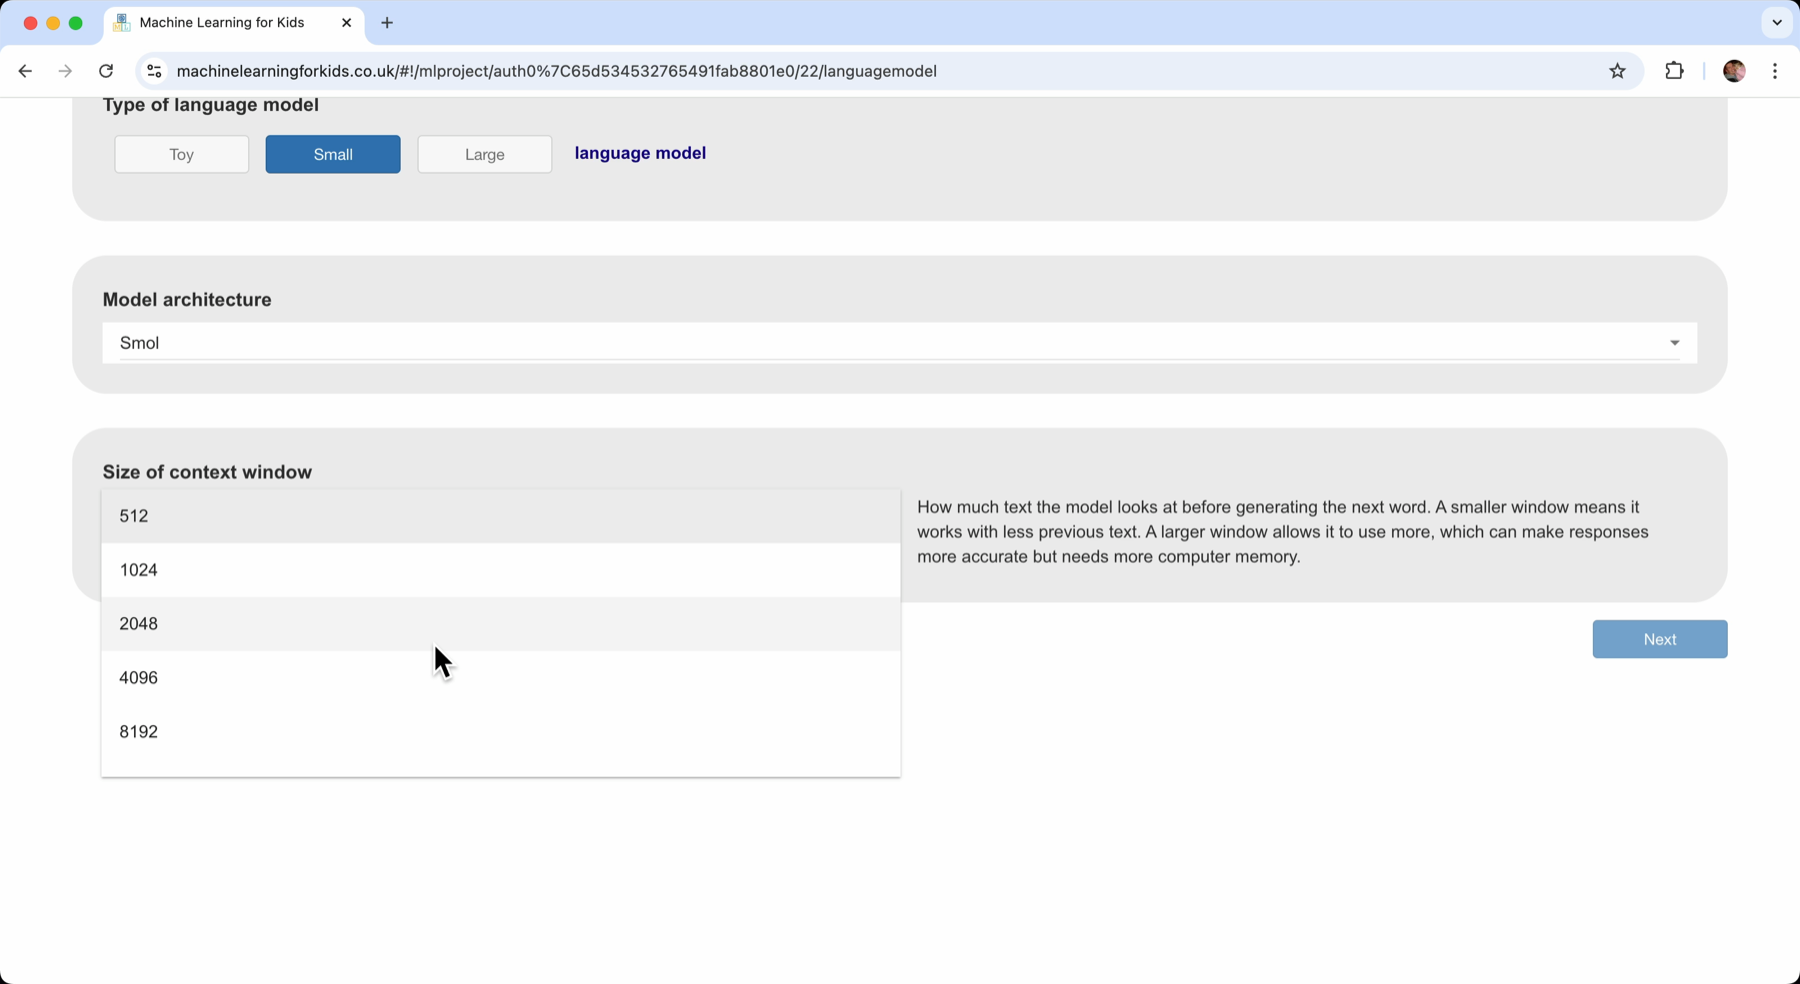 Machine Learning for Kids
machinelearningforkids.co.uk/#!/mlproject/auth0%7C65d534532765491fab8801e0/22/languagemodel
Type of language model
Toy
Small
Large
language model
Model architecture
Smol
Size of context window
512
1024
2048
4096
8192
How much text the model looks at before generating the next word. A smaller window means it
works with less previous text. A larger window allows it to use more, which can make responses
more accurate but needs more computer memory.
Next